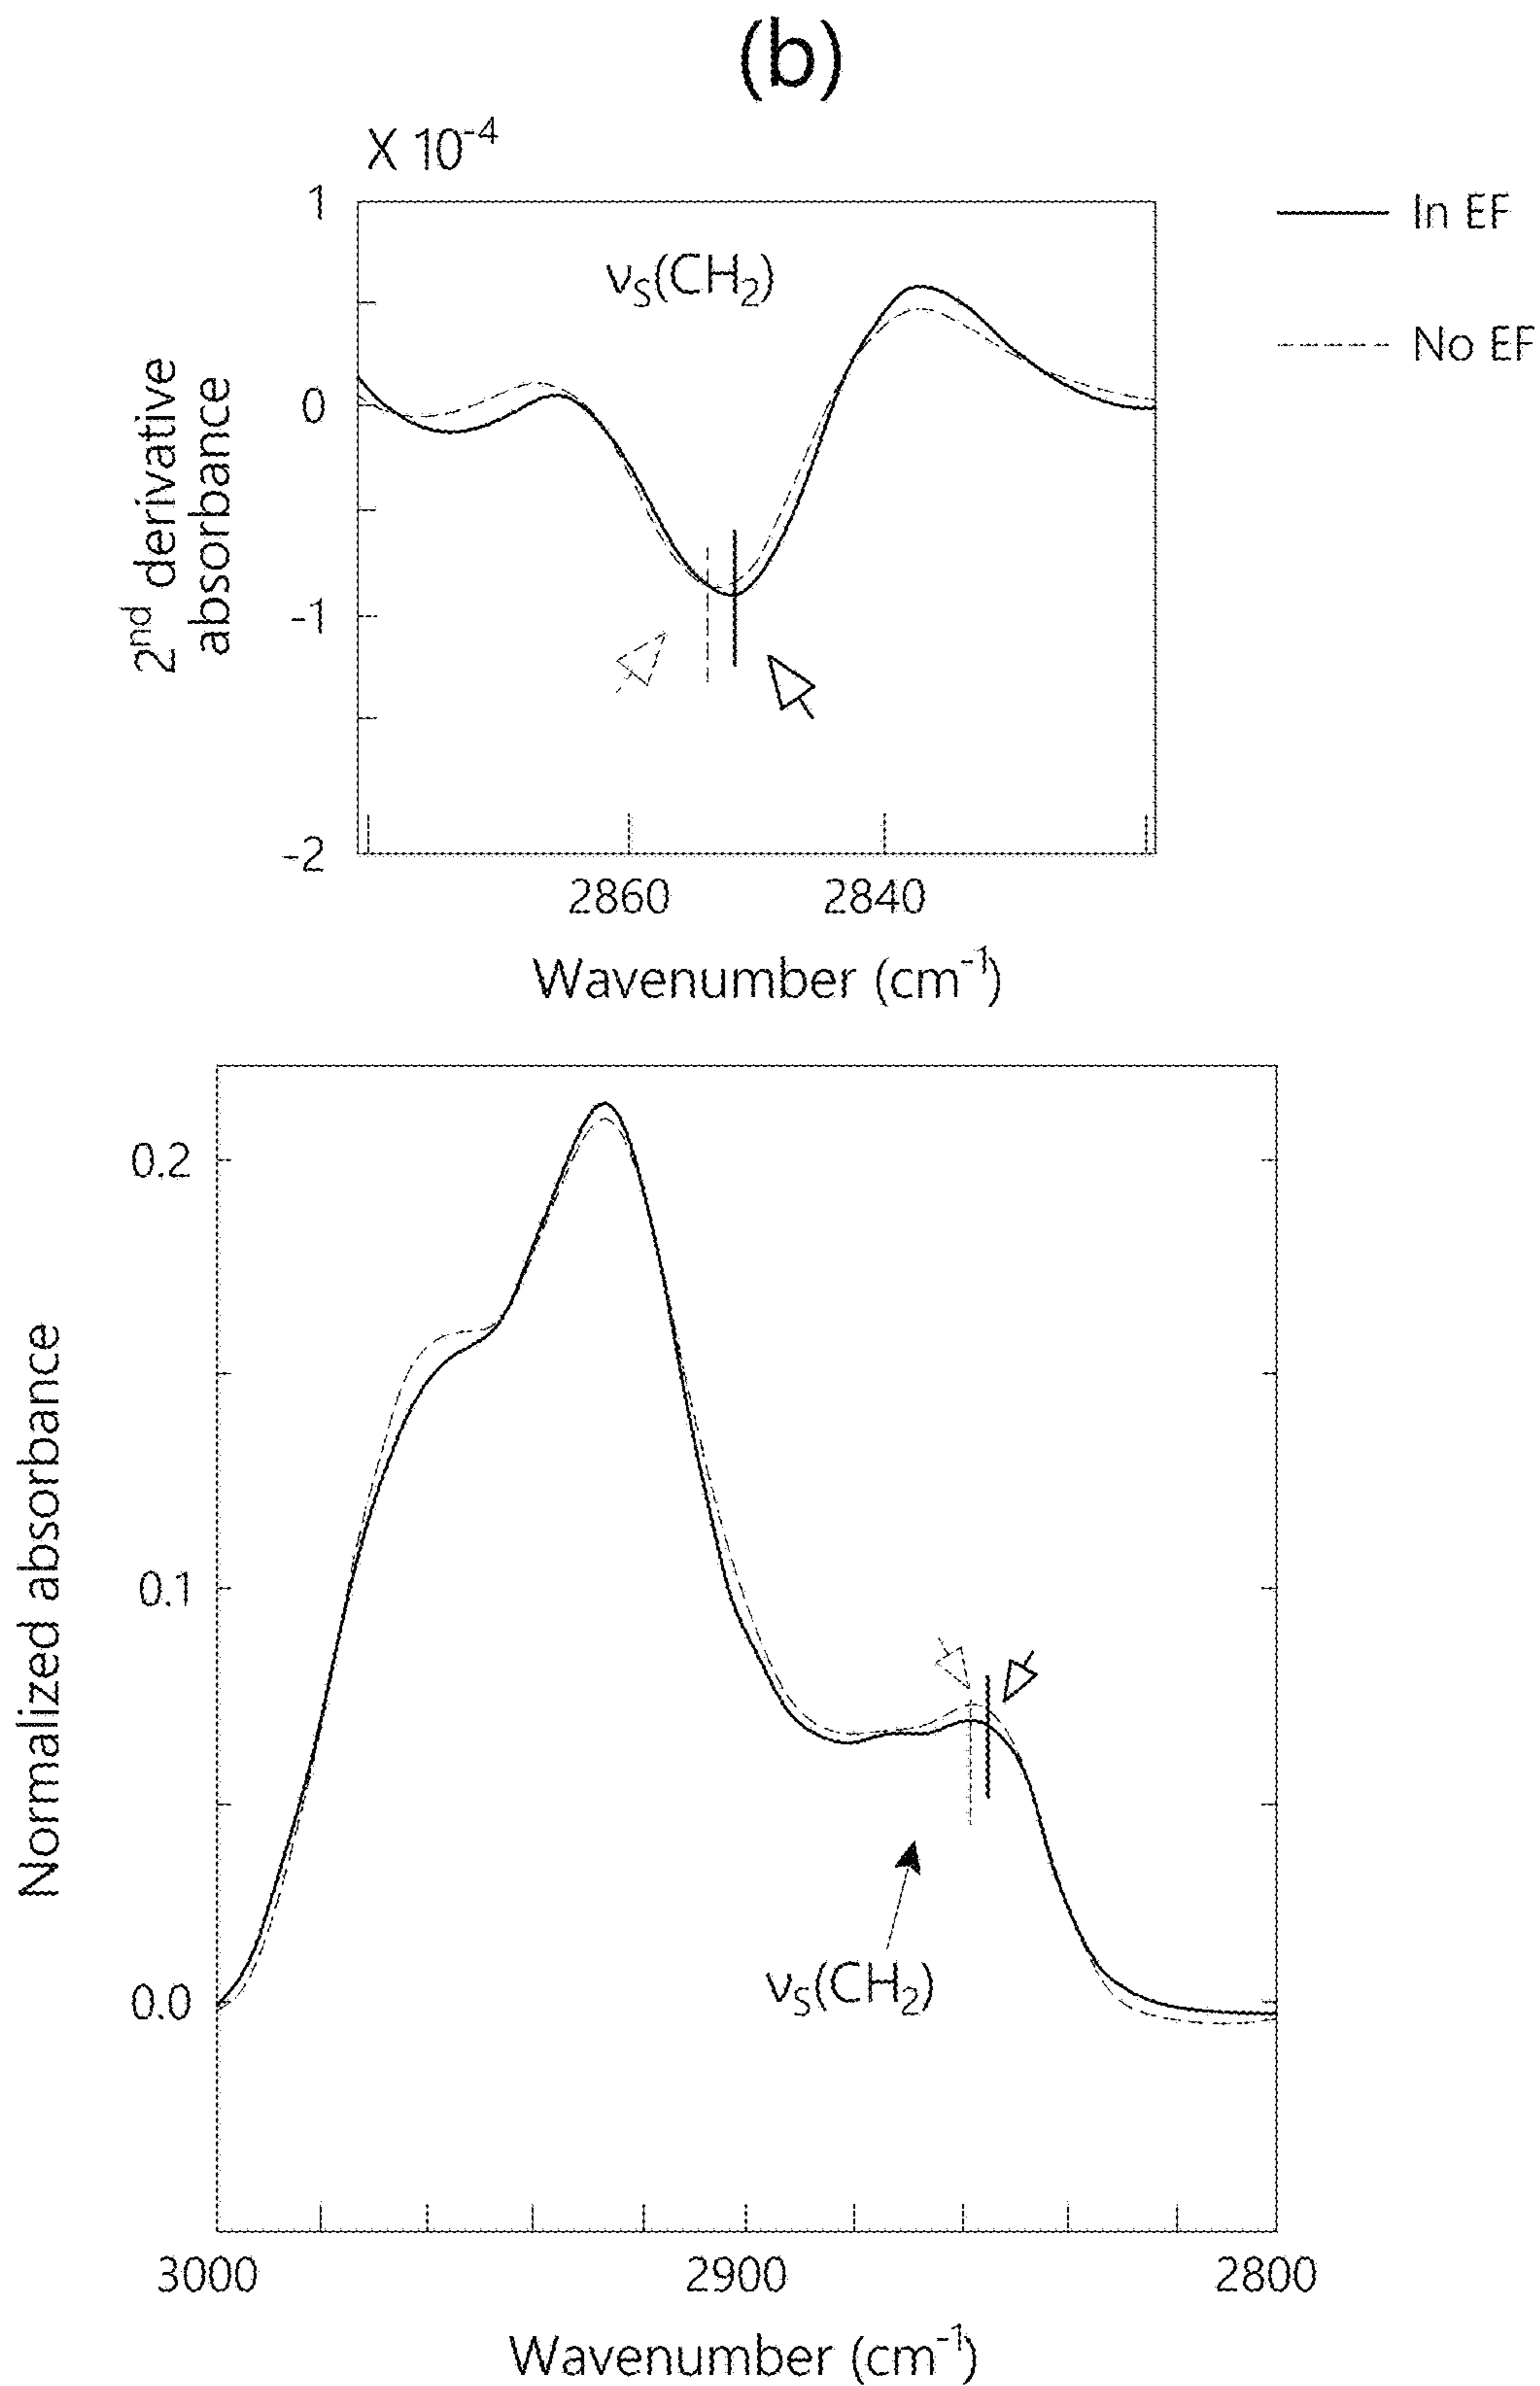 (b)
X 10⁻⁴
1
0
-1
-2
2nd derivative
absorbance
νS(CH2)
In EF
No EF
2860 2840
Wavenumber (cm⁻¹)
0.2
0.1
0.0
Normalized absorbance
νS(CH2)
3000 2900 2800
Wavenumber (cm⁻¹)